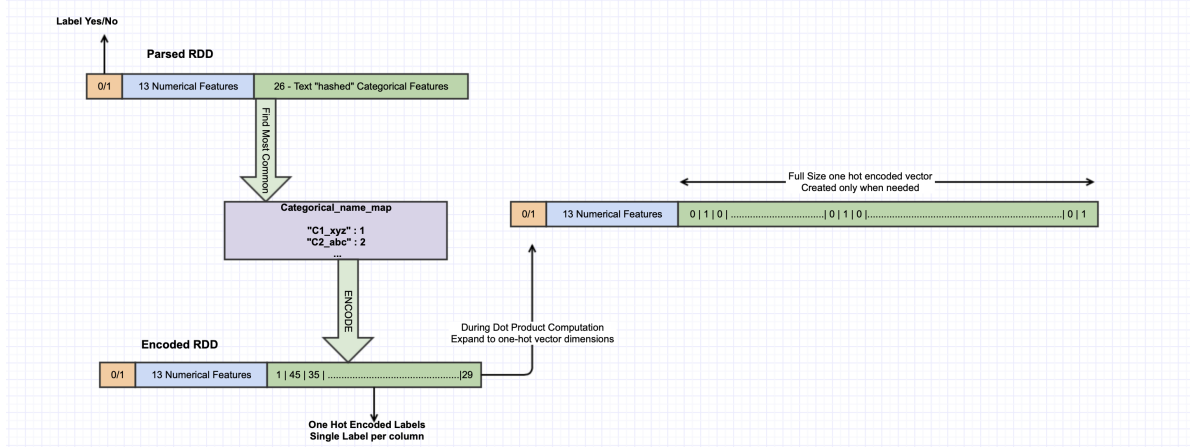 Label Yes/No
Parsed RDD
0/1
13 Numerical Features
26 - Text "hashed" Categorical Features
Find Most Common
Categorical_name_map
"C1_xyz" : 1
"C2_abc" : 2
...
ENCODE
Encoded RDD
0/1
13 Numerical Features
1 | 45 | 35 | ................................................|29
One Hot Encoded Labels
Single Label per column
During Dot Product Computation
Expand to one-hot vector dimensions
Full Size one hot encoded vector
Created only when needed
0/1
13 Numerical Features
0 | 1 | 0 | ..................................| 0 | 1 | 0 |.......................................................................| 0 | 1